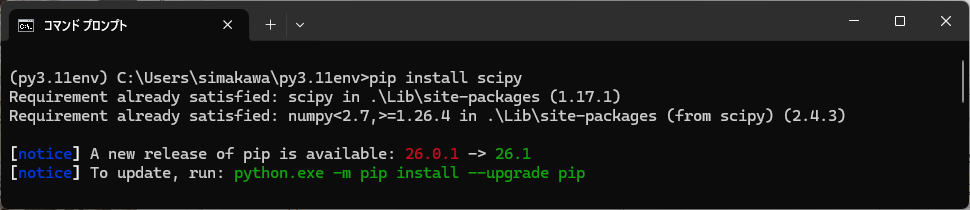 コマンド プロンプト
(py3.11env) C:\Users\simakawa\py3.11env>pip install scipy
Requirement already satisfied: scipy in .\Lib\site-packages (1.17.1)
Requirement already satisfied: numpy<2.7,>=1.26.4 in .\Lib\site-packages (from scipy) (2.4.3)
[notice] A new release of pip is available: 26.0.1 -> 26.1
[notice] To update, run: python.exe -m pip install --upgrade pip